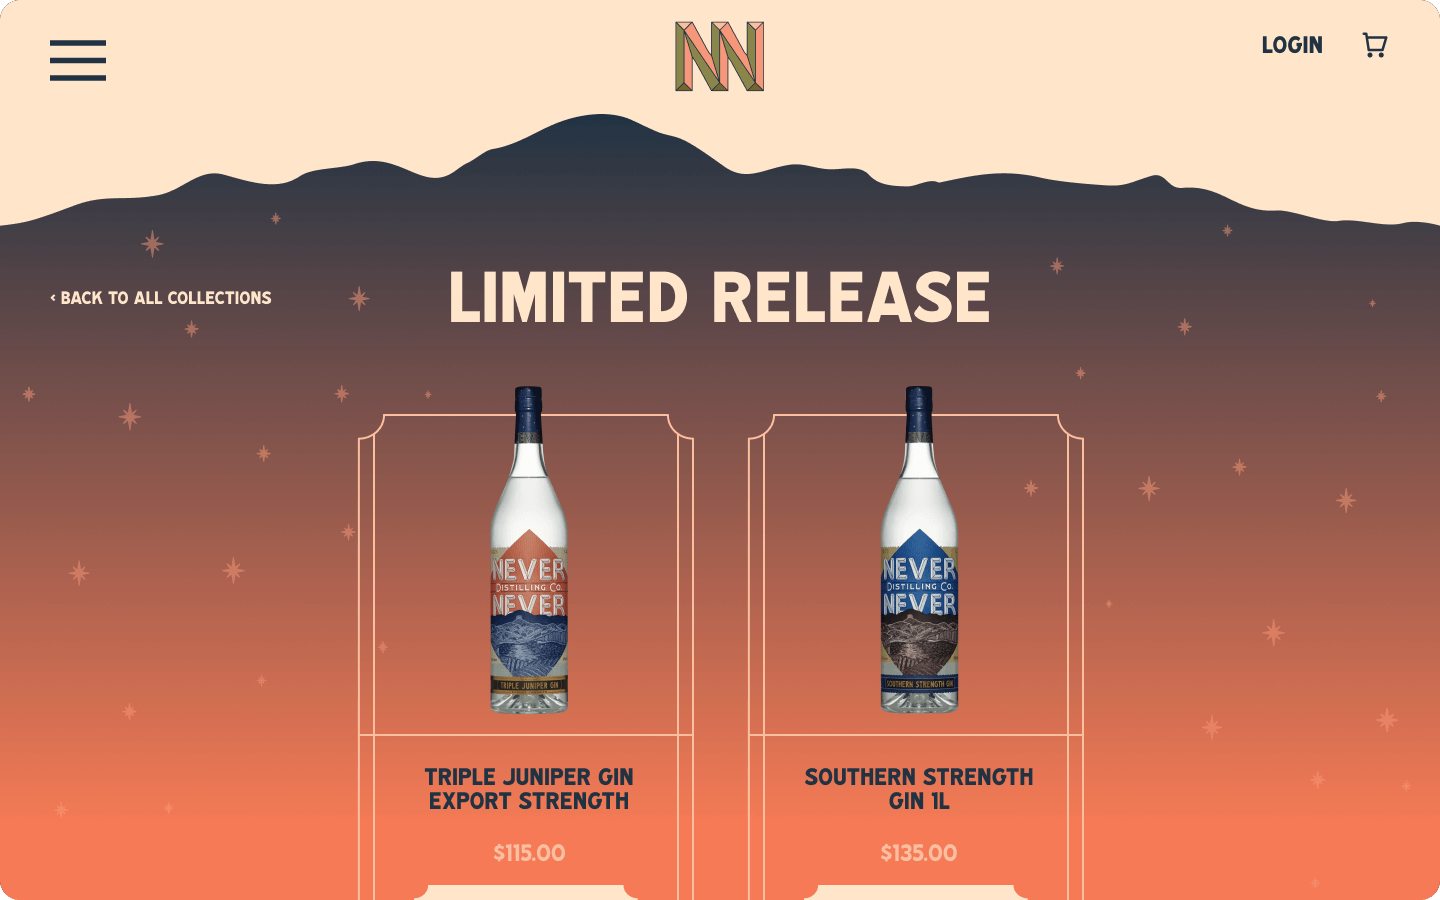 NN
LOGIN
‹ BACK TO ALL COLLECTIONS
LIMITED RELEASE
NEVER
DISTILLING CO.
NEVER
TRIPLE JUNIPER GIN
NEVER
DISTILLING CO.
NEVER
SOUTHERN STRENGTH GIN
TRIPLE JUNIPER GIN
EXPORT STRENGTH
$115.00
SOUTHERN STRENGTH
GIN 1L
$135.00